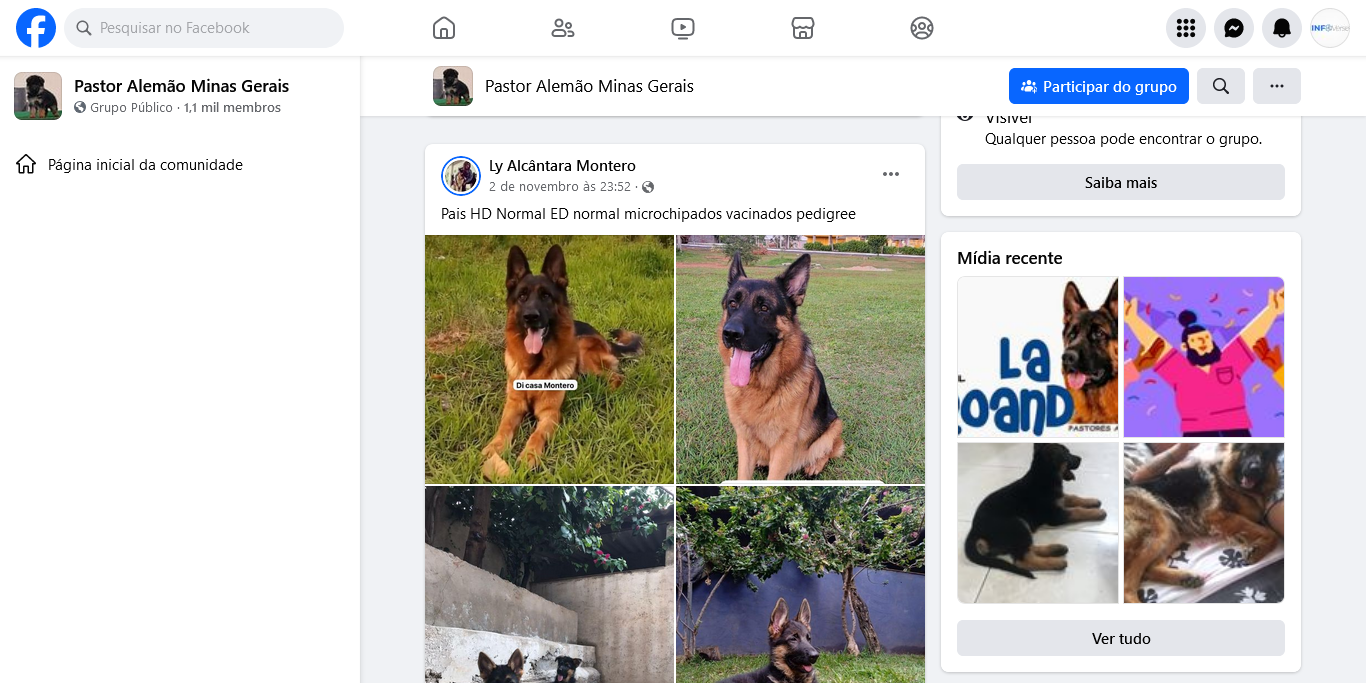 Pesquisar no Facebook
INFOVerse
Pastor Alemão Minas Gerais
Grupo Público · 1,1 mil membros
Página inicial da comunidade
Pastor Alemão Minas Gerais
Participar do grupo
Ly Alcântara Montero
2 de novembro às 23:52 ·
Pais HD Normal ED normal microchipados vacinados pedigree
Di casa Montero
Visível
Qualquer pessoa pode encontrar o grupo.
Saiba mais
Mídia recente
LA
OAND
PASTORES A
Ver tudo